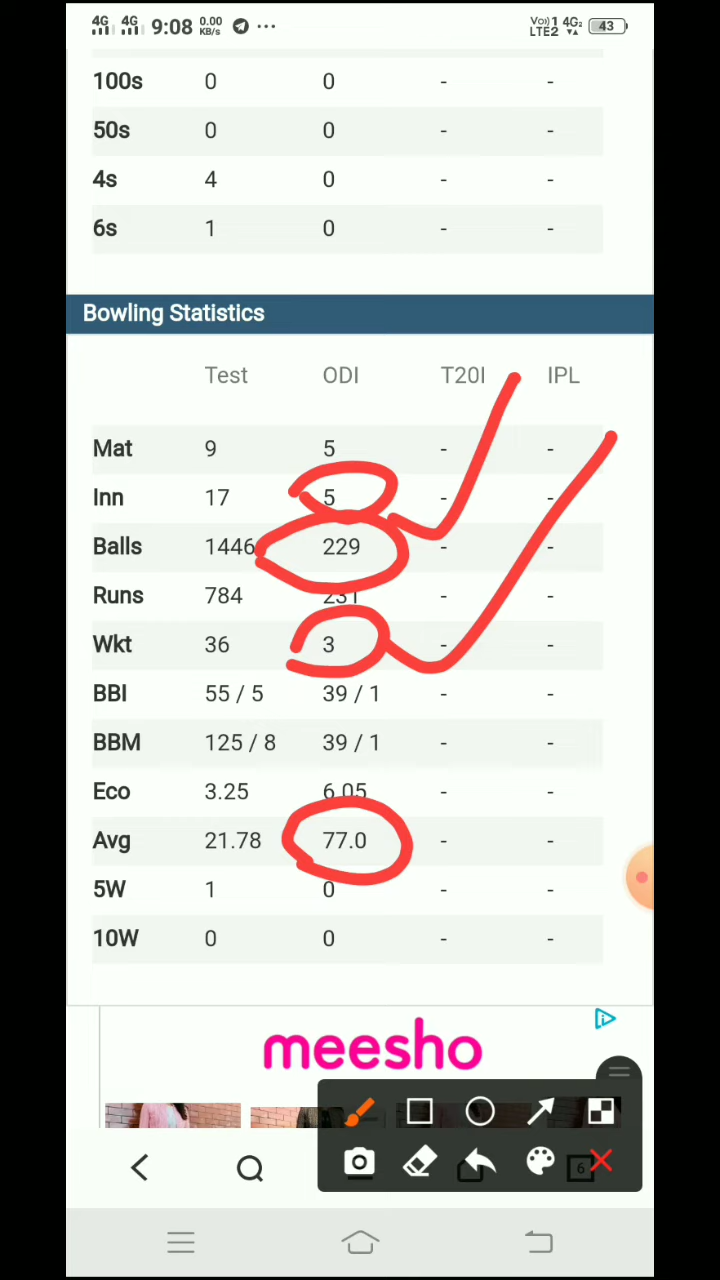 4G 4G 9:08 0.00 KB/s ... Vo) 1 LTE2 4G2 43
100s 0 0 - -
50s 0 0 - -
4s 4 0 - -
6s 1 0 - -
Bowling Statistics
Test ODI T20I IPL
Mat 9 5 - -
Inn 17 5 - -
Balls 1446 229 - -
Runs 784 231 - -
Wkt 36 3 - -
BBI 55 / 5 39 / 1 - -
BBM 125 / 8 39 / 1 - -
Eco 3.25 6.05 - -
Avg 21.78 77.0 - -
5W 1 0 - -
10W 0 0 - -
meesho
6